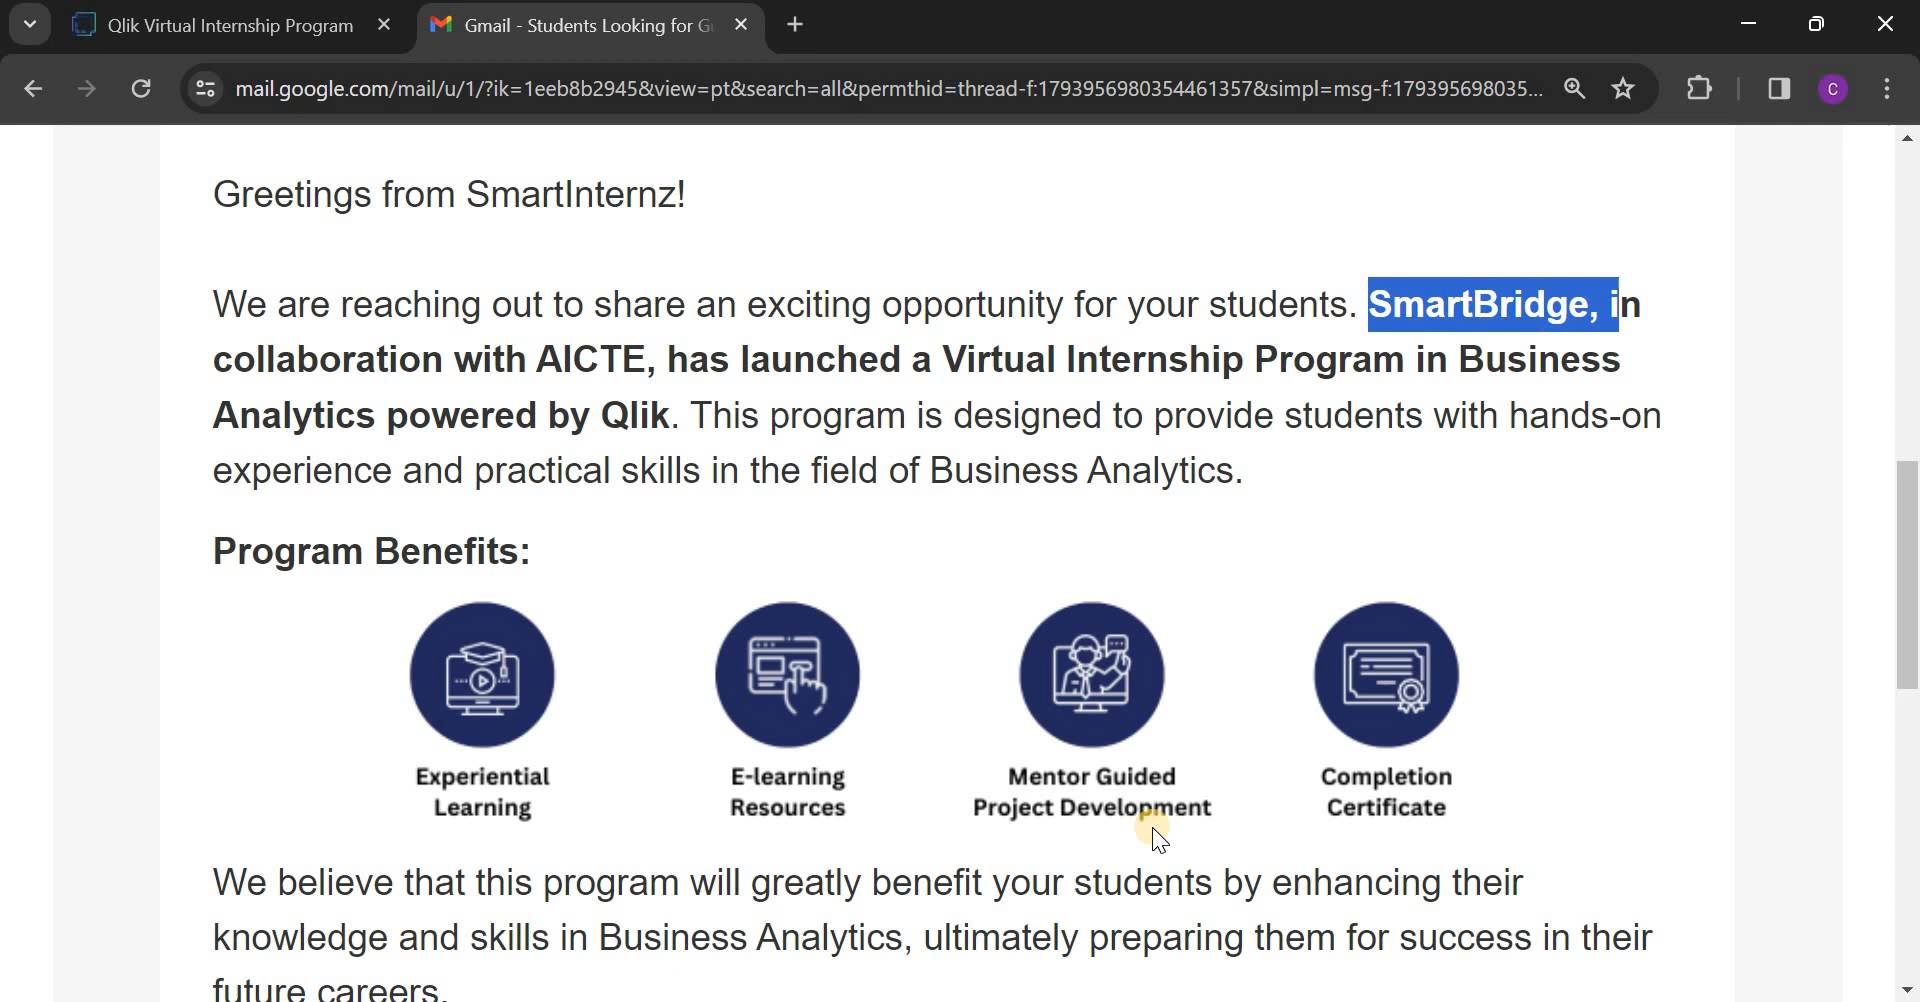 Qlik Virtual Internship Program
Gmail - Students Looking for G
mail.google.com/mail/u/1/?ik=1eeb8b2945&view=pt&search=all&permthid=thread-f:1793956980354461357&simpl=msg-f:179395698035...
C
Greetings from SmartInternz!
We are reaching out to share an exciting opportunity for your students. SmartBridge, in
collaboration with AICTE, has launched a Virtual Internship Program in Business
Analytics powered by Qlik. This program is designed to provide students with hands-on
experience and practical skills in the field of Business Analytics.
Program Benefits:
Experiential
Learning
E-learning
Resources
Mentor Guided
Project Development
Completion
Certificate
We believe that this program will greatly benefit your students by enhancing their
knowledge and skills in Business Analytics, ultimately preparing them for success in their
future careers.